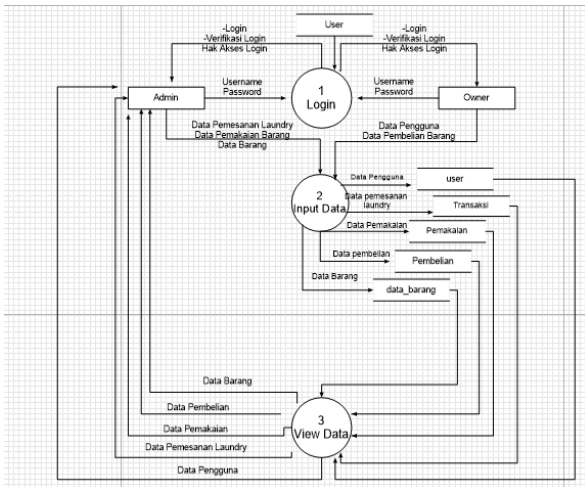 User
-Login
-Verifikasi Login
Hak Akses Login
-Login
-Verifikasi Login
Hak Akses Login
Admin
Username
Password
1
Login
Username
Password
Owner
Data Pemesanan Laundry
Data Pemakaian Barang
Data Barang
Data Pengguna
Data Pembelian Barang
2
Input Data
Data Pengguna
user
Data pemesanan
laundry
Transaksi
Data Pemakaian
Pemakaian
Data pembelian
Pembelian
Data Barang
data_barang
Data Barang
Data Pembelian
Data Pemakaian
Data Pemesanan Laundry
Data Pengguna
3
View Data